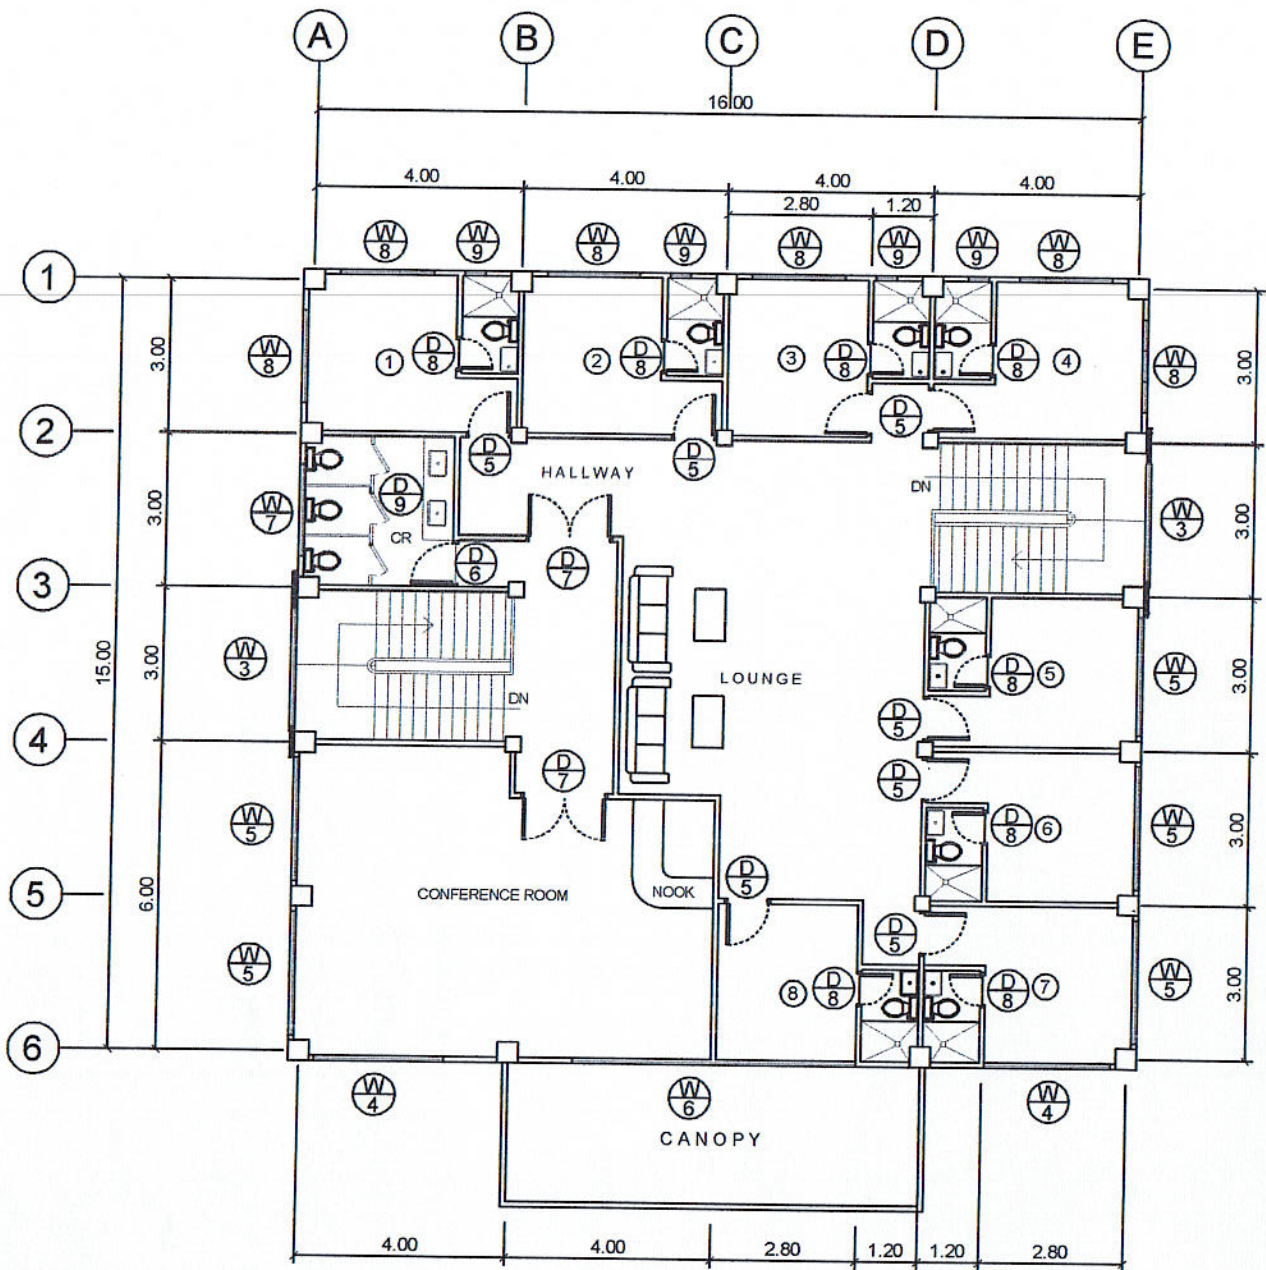 A B C D E
16.00
4.00 4.00 4.00 4.00
2.80 1.20
W 8 W 9 W 8 W 9 W 8 W 9 W 9 W 8
1
3.00 W 8 1 D 8 2 D 8 3 D 8 D 8 4 W 8 3.00
2
D 5 D 5 D 5
HALLWAY
DN
3.00 W 7 D 9 W 3 3.00
CR D 6 D 7
3
15.00 3.00 W 3 LOUNGE D 8 5 W 5 3.00
DN
D 5
4
D 7 D 5
W 5 D 8 6 W 5 3.00
5
6.00 CONFERENCE ROOM NOOK D 5
D 5
W 5 8 D 8 D 8 7 W 5 3.00
6
W 4 W 6 W 4
CANOPY
4.00 4.00 2.80 1.20 1.20 2.80